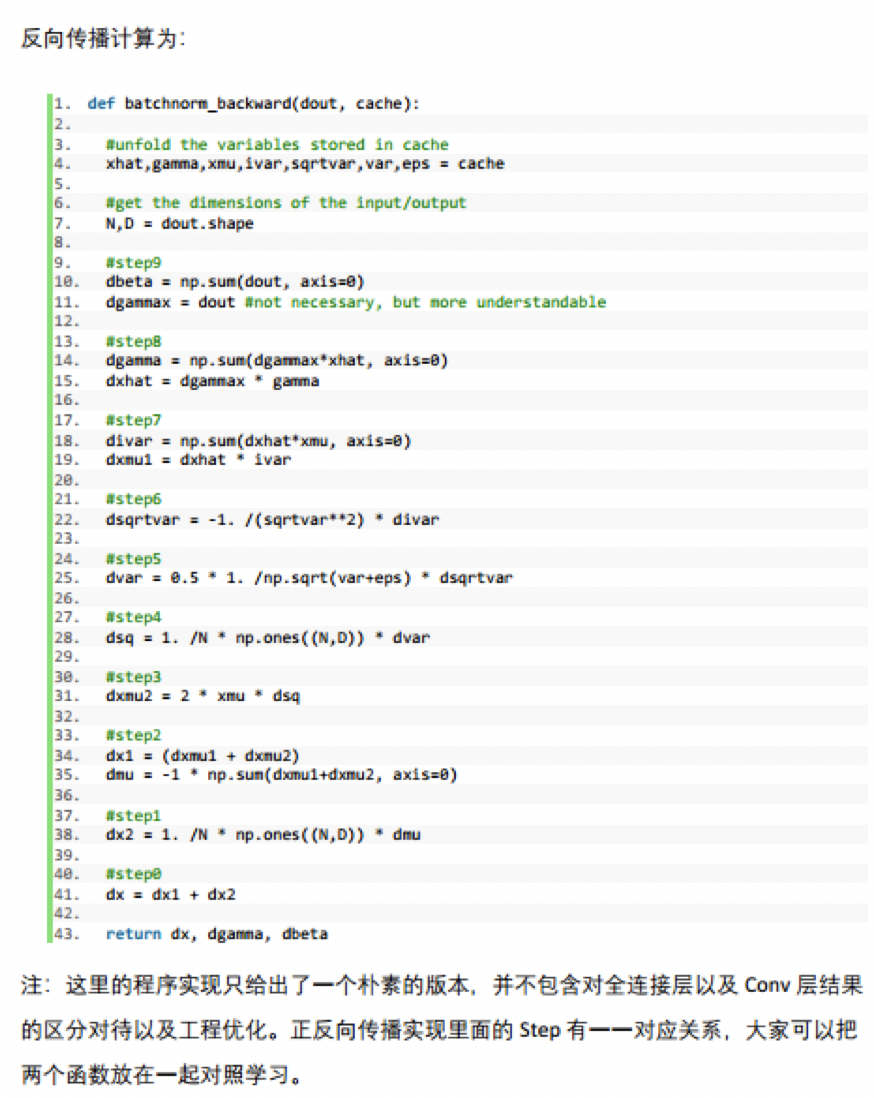 反向传播计算为：
1. def batchnorm_backward(dout, cache):
2.
3. #unfold the variables stored in cache
4. xhat,gamma,xmu,ivar,sqrtvar,var,eps = cache
5.
6. #get the dimensions of the input/output
7. N,D = dout.shape
8.
9. #step9
10. dbeta = np.sum(dout, axis=0)
11. dgammax = dout #not necessary, but more understandable
12.
13. #step8
14. dgamma = np.sum(dgammax*xhat, axis=0)
15. dxhat = dgammax * gamma
16.
17. #step7
18. divar = np.sum(dxhat*xmu, axis=0)
19. dxmu1 = dxhat * ivar
20.
21. #step6
22. dsqrtvar = -1. /(sqrtvar**2) * divar
23.
24. #step5
25. dvar = 0.5 * 1. /np.sqrt(var+eps) * dsqrtvar
26.
27. #step4
28. dsq = 1. /N * np.ones((N,D)) * dvar
29.
30. #step3
31. dxmu2 = 2 * xmu * dsq
32.
33. #step2
34. dx1 = (dxmu1 + dxmu2)
35. dmu = -1 * np.sum(dxmu1+dxmu2, axis=0)
36.
37. #step1
38. dx2 = 1. /N * np.ones((N,D)) * dmu
39.
40. #step0
41. dx = dx1 + dx2
42.
43. return dx, dgamma, dbeta
注：这里的程序实现只给出了一个朴素的版本，并不包含对全连接层以及 Conv 层结果
的区分对待以及工程优化。正反向传播实现里面的 Step 有一一对应关系，大家可以把
两个函数放在一起对照学习。